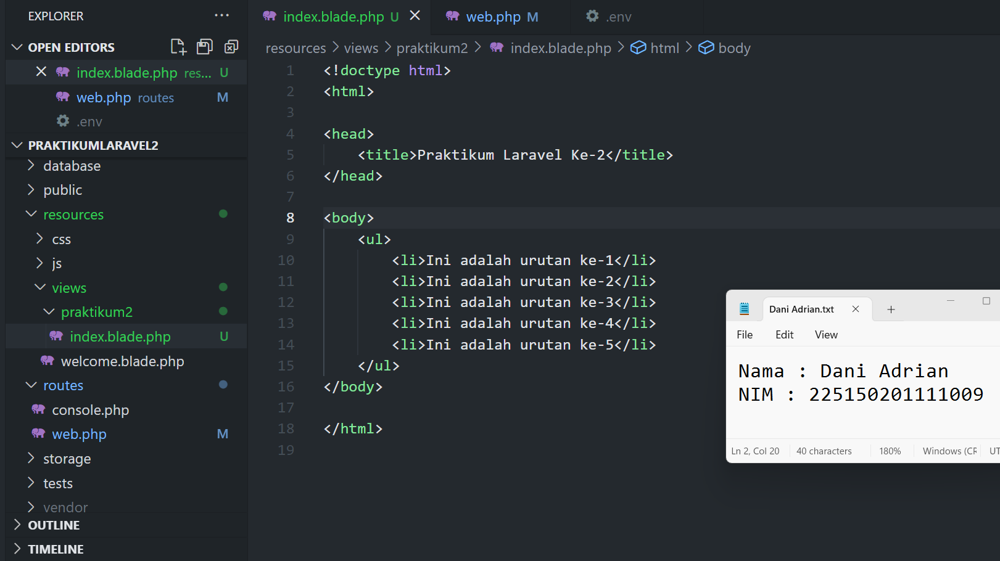 EXPLORER ...
OPEN EDITORS
index.blade.php res... U
web.php routes M
.env
PRAKTIKUMLARAVEL2
database
public
resources
css
js
views
praktikum2
index.blade.php U
welcome.blade.php
routes
console.php
web.php M
storage
tests
vendor
OUTLINE
TIMELINE
index.blade.php U web.php M .env
resources > views > praktikum2 > index.blade.php > html > body
1 <!doctype html>
2 <html>
3
4 <head>
5     <title>Praktikum Laravel Ke-2</title>
6 </head>
7
8 <body>
9     <ul>
10         <li>Ini adalah urutan ke-1</li>
11         <li>Ini adalah urutan ke-2</li>
12         <li>Ini adalah urutan ke-3</li>
13         <li>Ini adalah urutan ke-4</li>
14         <li>Ini adalah urutan ke-5</li>
15     </ul>
16 </body>
17
18 </html>
19
Dani Adrian.txt
File Edit View
Nama : Dani Adrian
NIM : 225150201111009
Ln 2, Col 20 40 characters 180% Windows (CR UT